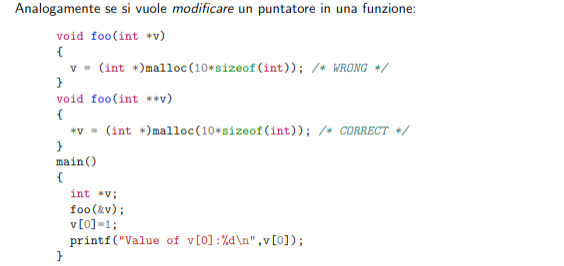 Analogamente se si vuole modificare un puntatore in una funzione:
void foo(int *v)
{
v = (int *)malloc(10*sizeof(int)); /* WRONG */
}
void foo(int **v)
{
*v = (int *)malloc(10*sizeof(int)); /* CORRECT */
}
main()
{
int *v;
foo(&v);
v[0]=1;
printf("Value of v[0]:%d\n",v[0]);
}